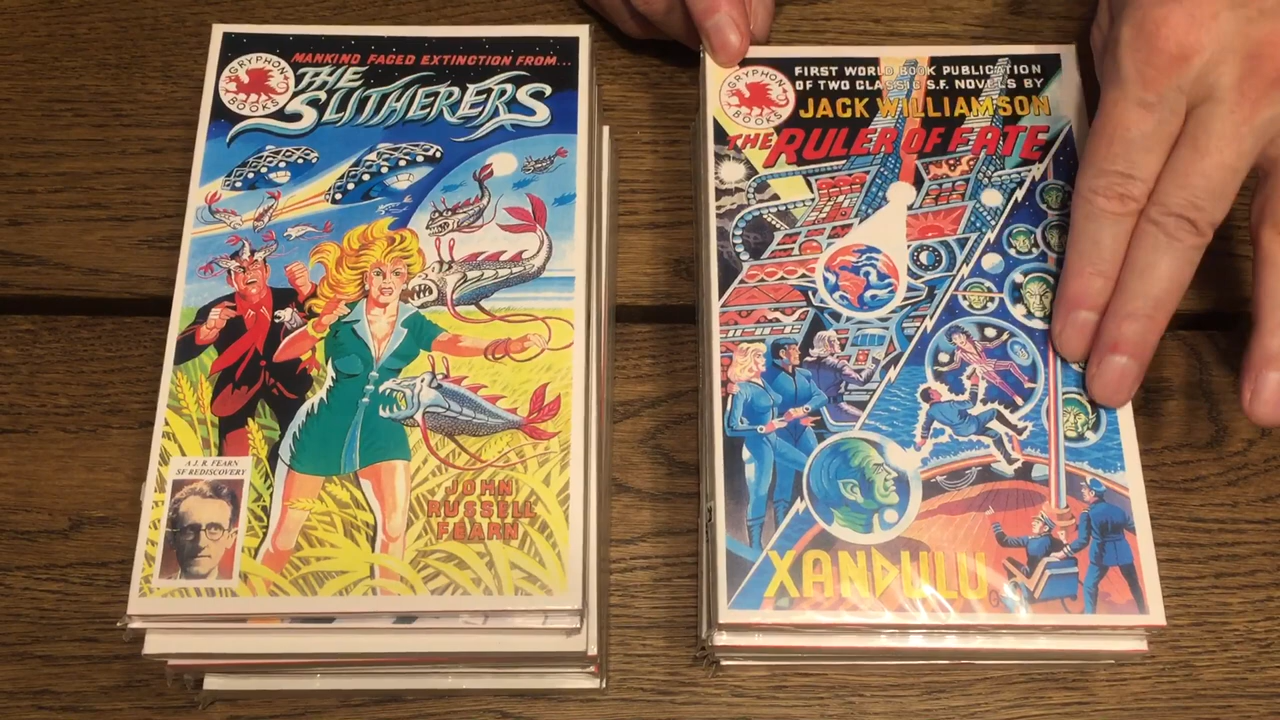 MANKIND FACED EXTINCTION FROM...
GRYPHON
BOOKS
THE
SLITHERERS
A J. R. FEARN
SF REDISCOVERY
JOHN
RUSSELL
FEARN
GRYPHON
BOOKS
FIRST WORLD BOOK PUBLICATION
OF TWO CLASSIC S.F. NOVELS BY
JACK WILLIAMSON
THE RULER OF FATE
XANDULU